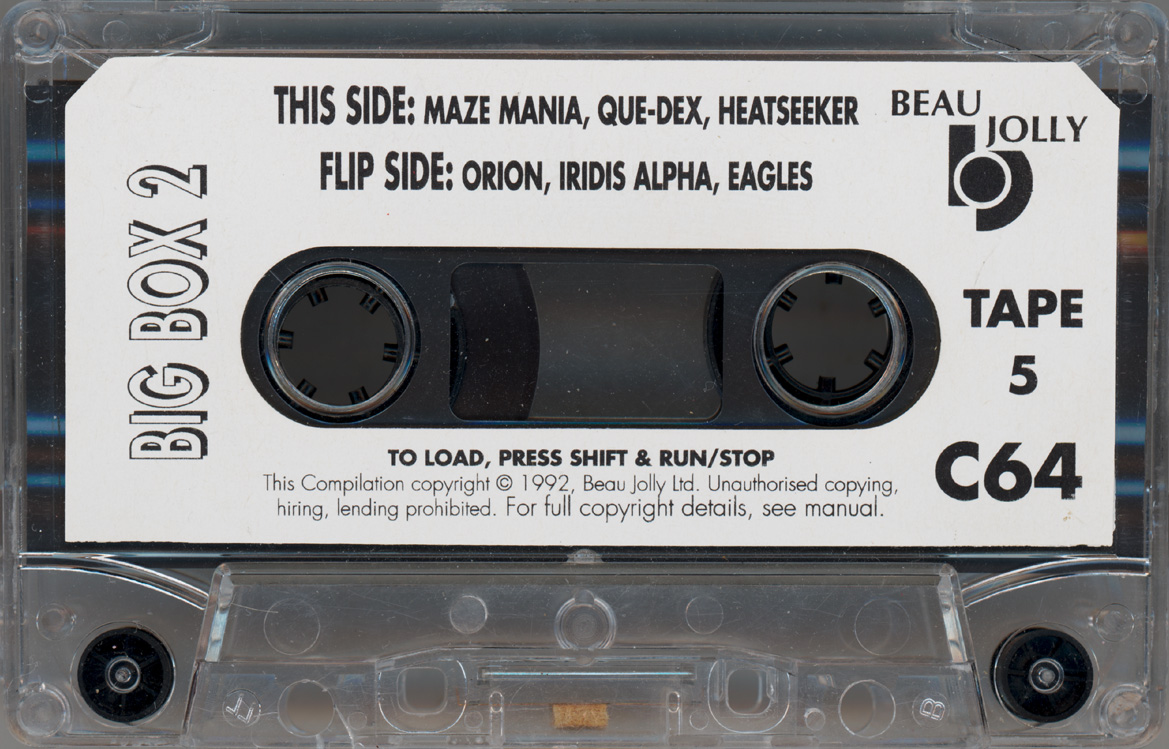 THIS SIDE: MAZE MANIA, QUE-DEX, HEATSEEKER
FLIP SIDE: ORION, IRIDIS ALPHA, EAGLES
BEAU
JOLLY
BIG BOX 2
TAPE
5
C64
TO LOAD, PRESS SHIFT & RUN/STOP
This Compilation copyright © 1992, Beau Jolly Ltd. Unauthorised copying,
hiring, lending prohibited. For full copyright details, see manual.
B